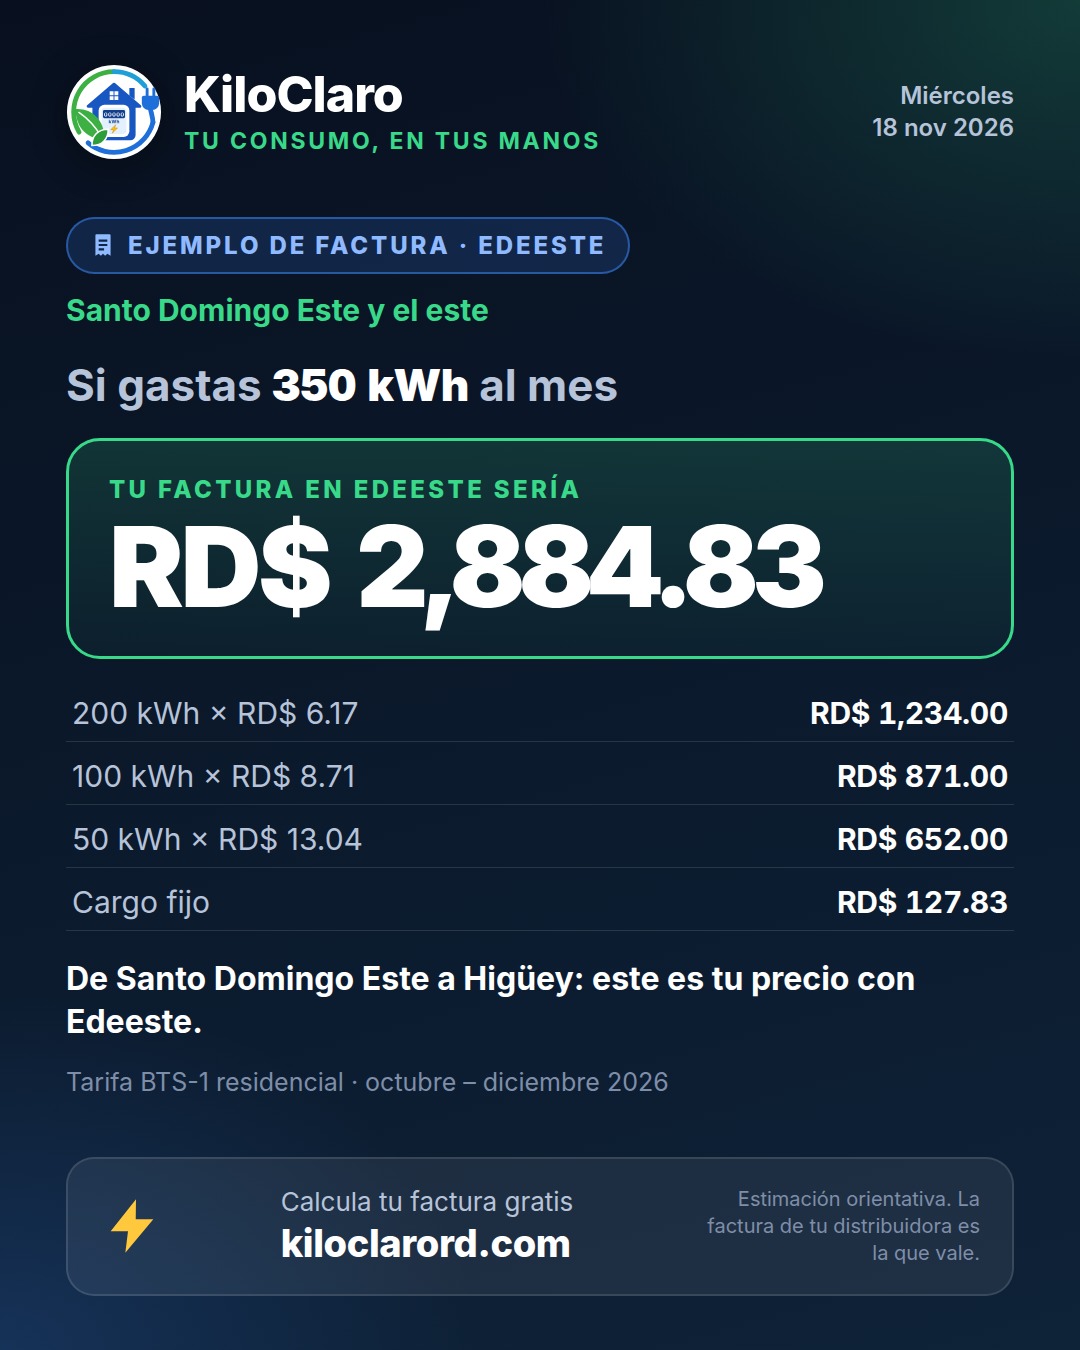 KiloClaro
TU CONSUMO, EN TUS MANOS
Miércoles
18 nov 2026
EJEMPLO DE FACTURA · EDEESTE
Santo Domingo Este y el este
Si gastas 350 kWh al mes
TU FACTURA EN EDEESTE SERÍA
RD$ 2,884.83
200 kWh × RD$ 6.17 RD$ 1,234.00
100 kWh × RD$ 8.71 RD$ 871.00
50 kWh × RD$ 13.04 RD$ 652.00
Cargo fijo RD$ 127.83
De Santo Domingo Este a Higüey: este es tu precio con
Edeeste.
Tarifa BTS-1 residencial · octubre – diciembre 2026
Calcula tu factura gratis
kiloclarord.com
Estimación orientativa. La
factura de tu distribuidora es
la que vale.